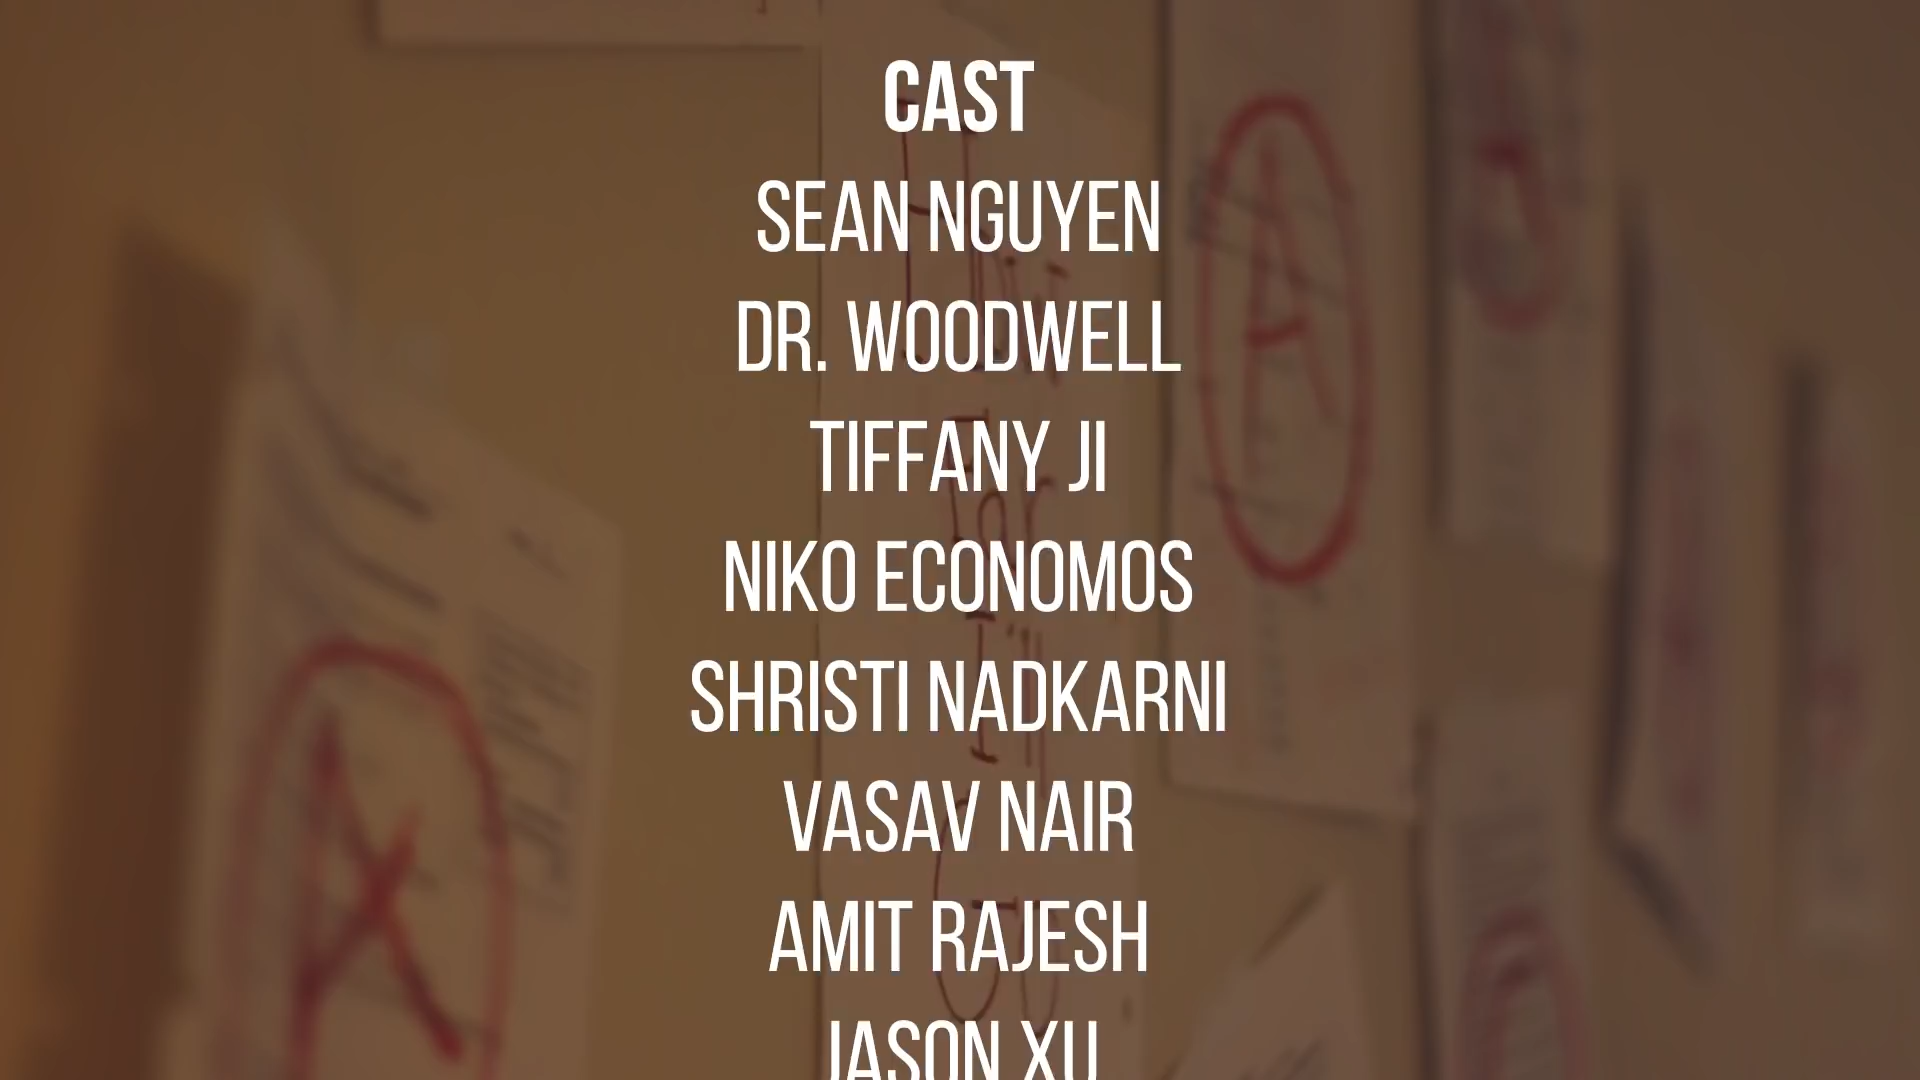 CAST
SEAN NGUYEN
DR. WOODWELL
TIFFANY JI
NIKO ECONOMOS
SHRISTI NADKARNI
VASAV NAIR
AMIT RAJESH
JASON XU
A